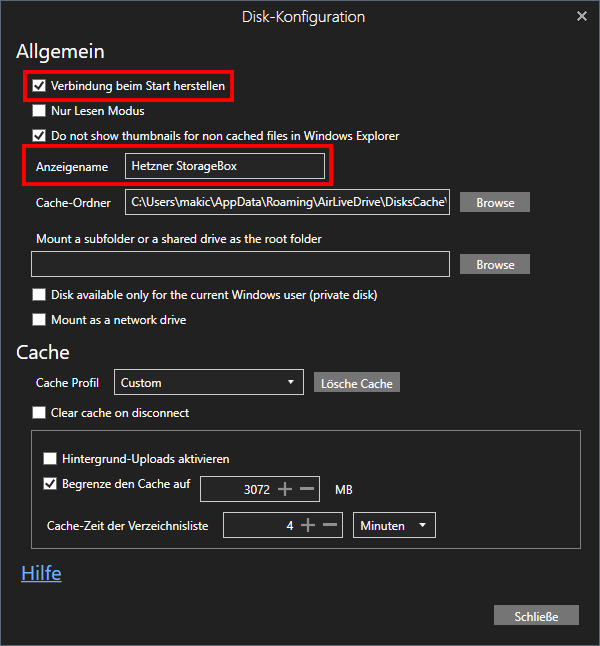 Disk-Konfiguration
Allgemein
Verbindung beim Start herstellen
Nur Lesen Modus
Do not show thumbnails for non cached files in Windows Explorer
Anzeigename Hetzner StorageBox
Cache-Ordner C:\Users\makic\AppData\Roaming\AirLiveDrive\DisksCache\ Browse
Mount a subfolder or a shared drive as the root folder
Browse
Disk available only for the current Windows user (private disk)
Mount as a network drive
Cache
Cache Profil Custom Lösche Cache
Clear cache on disconnect
Hintergrund-Uploads aktivieren
Begrenze den Cache auf 3072 MB
Cache-Zeit der Verzeichnisliste 4 Minuten
Hilfe
Schließe